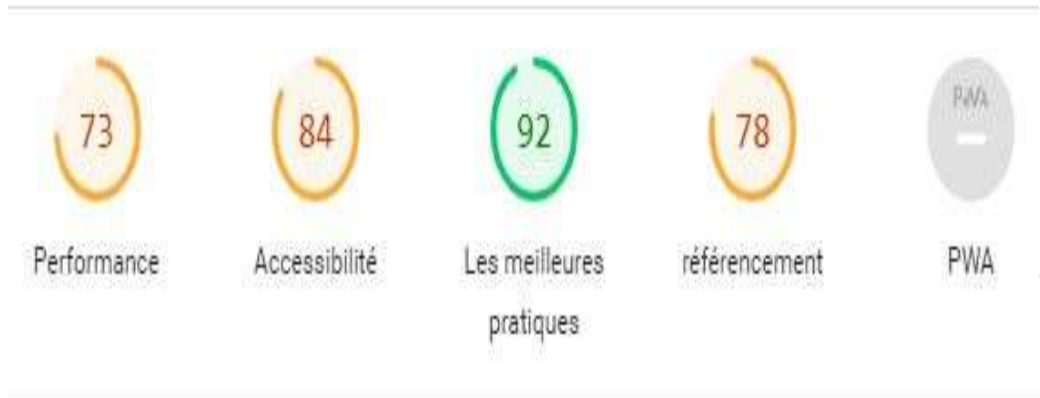 73
84
92
78
PWA
Performance
Accessibilité
Les meilleures
pratiques
référencement
PWA